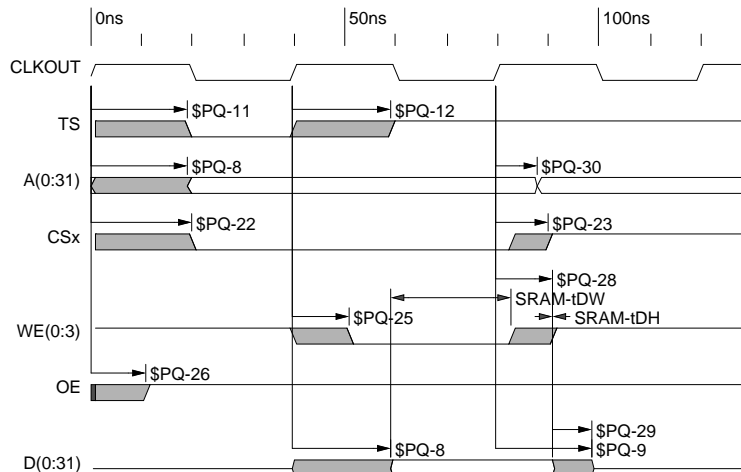 0ns 50ns 100ns
CLKOUT
$PQ-11 $PQ-12
TS
$PQ-8 $PQ-30
A(0:31)
$PQ-22 $PQ-23
CSx
$PQ-28
SRAM-tDW
$PQ-25 SRAM-tDH
WE(0:3)
$PQ-26
OE
$PQ-29
$PQ-8 $PQ-9
D(0:31)